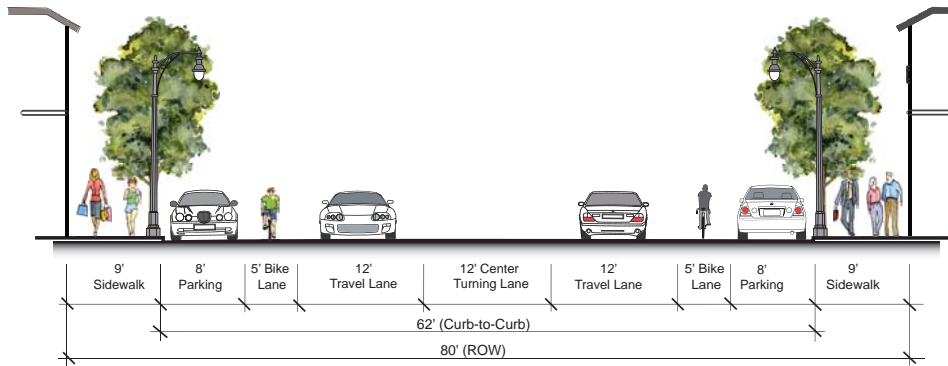 9' 8' 5' Bike 12' 12' Center 12' 5' Bike 8' 9'
Sidewalk Parking Lane Travel Lane Turning Lane Travel Lane Lane Parking Sidewalk
62' (Curb-to-Curb)
80' (ROW)